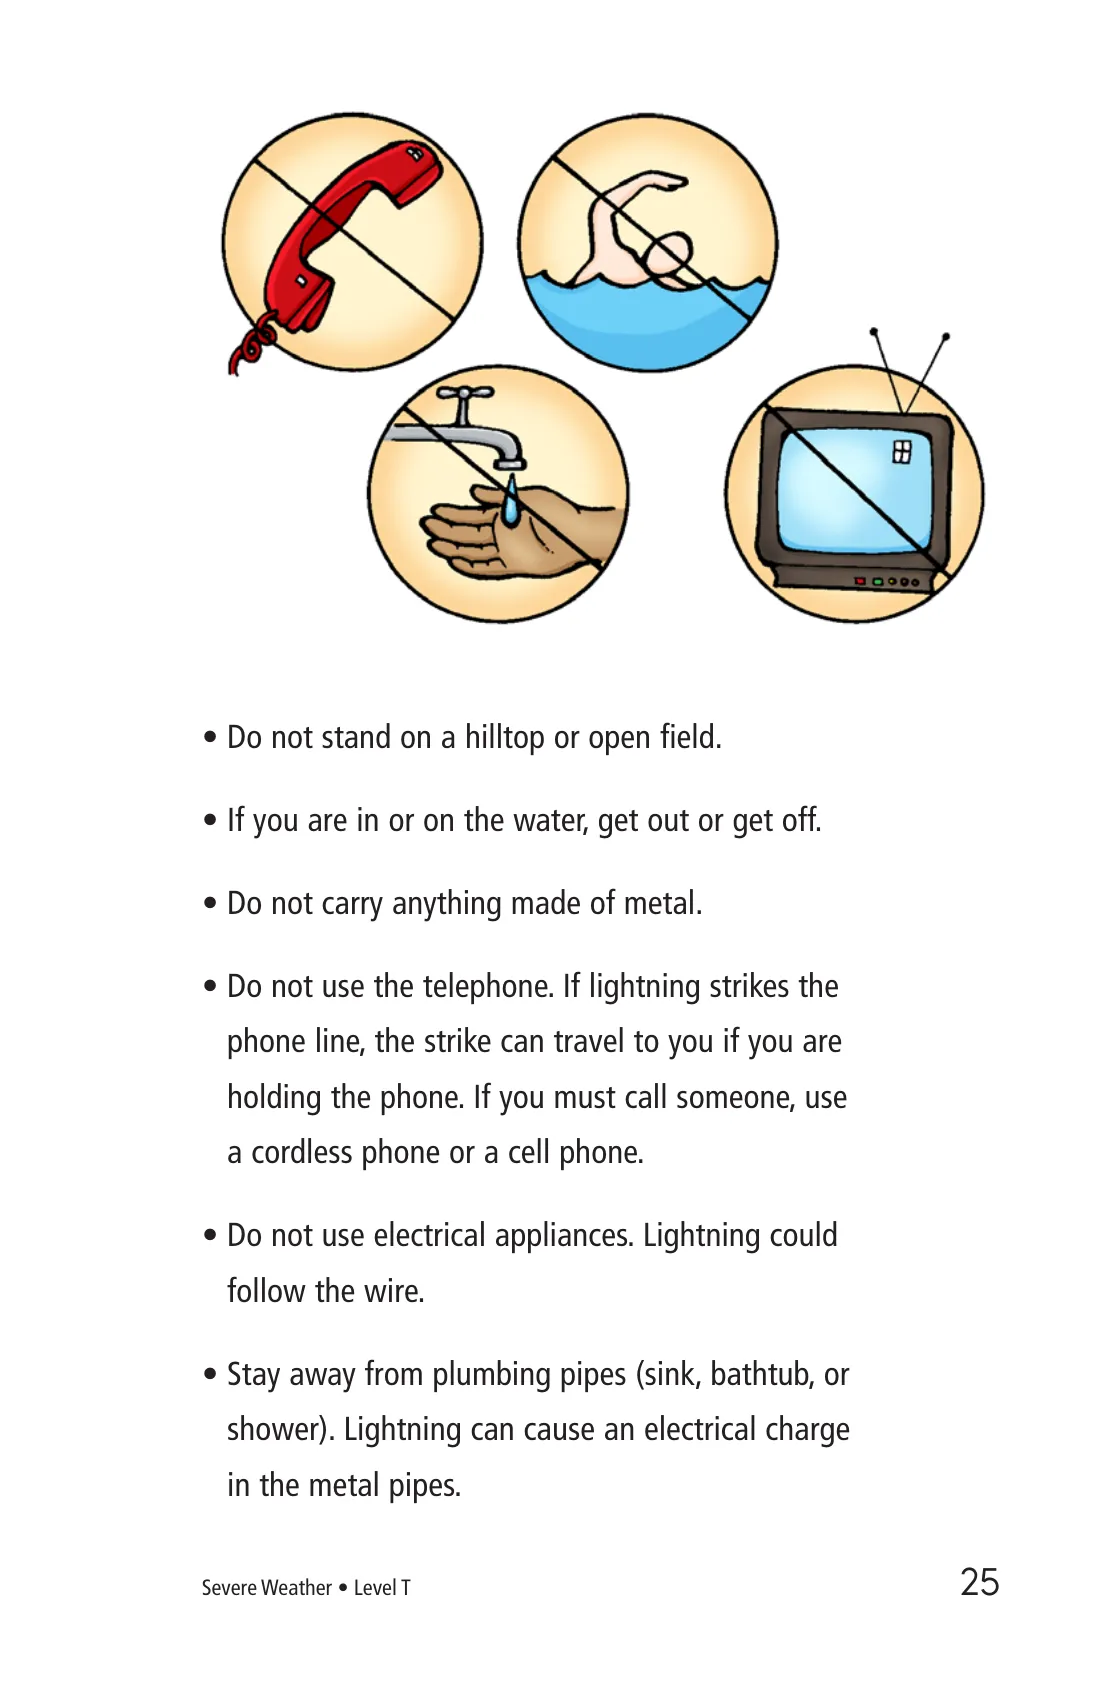 • Do not stand on a hilltop or open field.
• If you are in or on the water, get out or get off.
• Do not carry anything made of metal.
• Do not use the telephone. If lightning strikes the
phone line, the strike can travel to you if you are
holding the phone. If you must call someone, use
a cordless phone or a cell phone.
• Do not use electrical appliances. Lightning could
follow the wire.
• Stay away from plumbing pipes (sink, bathtub, or
shower). Lightning can cause an electrical charge
in the metal pipes.
Severe Weather • Level T
25